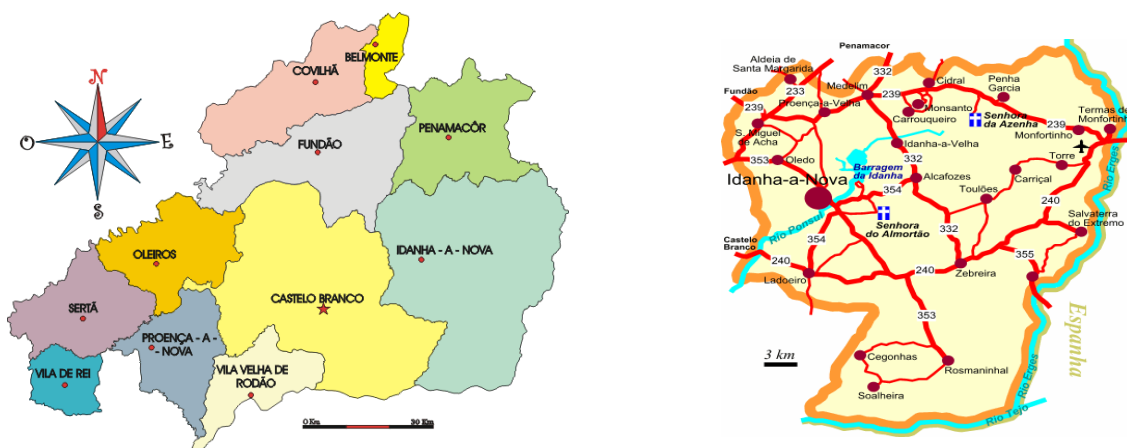 N
O
E
S
BELMONTE
COVILHÃ
PENAMACÔR
FUNDÃO
OLEIROS
IDANHA - A - NOVA
SERTÃ
CASTELO BRANCO
PROENÇA - A -
- NOVA
VILA DE REI
VILA VELHA DE
RODÃO
0 Km
30 Km
Penamacor
Aldeia de
Santa Margarida
332
Medelim
Cidral
233
239
Penha
Garcia
Fundão
Proença-a-Velha
Monsanto
239
Carrouqueiro
Senhora
da Azenha
239
Termas de
Monfortinho
Monfortinho
S. Miguel
de Acha
Idanha-a-Velha
353
Oledo
Barragem
da Idanha
332
Torre
Rio Erges
Idanha-a-Nova
354
Alcafozes
Carriçal
Toulões
240
Rio Ponsul
Senhora
do Almortão
Salvaterra
do Extremo
332
Castelo
Branco
354
240
355
Ladoeiro
240
Zebreira
353
Espanha
3 km
Cegonhas
Rosmaninhal
Rio Erges
Soalheira
Rio Tejo